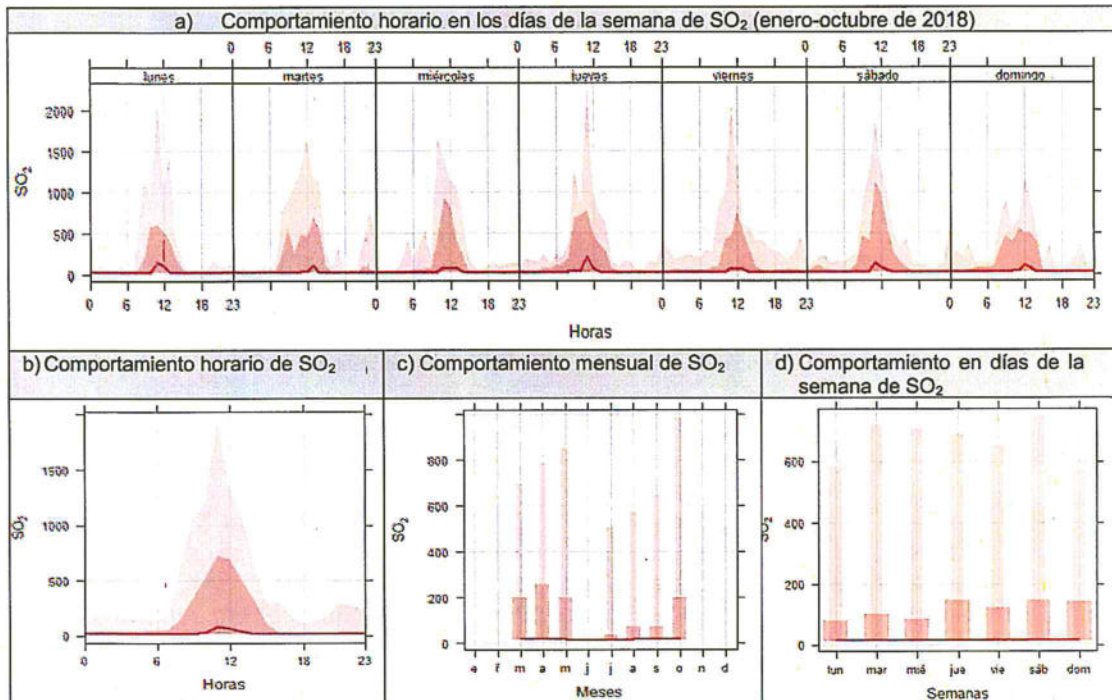 a) Comportamiento horario en los días de la semana de SO₂ (enero-octubre de 2018)
0 6 12 18 23 0 6 12 18 23 0 6 12 18 23
lunes martes miércoles jueves viernes sábado domingo
2000
1500
1000
500
0
SO₂
0 6 12 18 23 0 6 12 18 23 0 6 12 18 23 0 6 12 18 23
Horas
b) Comportamiento horario de SO₂
1500
1000
500
0
SO₂
0 6 12 18 23
Horas
c) Comportamiento mensual de SO₂
800
600
400
200
0
SO₂
e f m a m j j a s o n d
Meses
d) Comportamiento en días de la
semana de SO₂
600
400
200
0
SO₂
lun mar mié jue vie sáb dom
Semanas